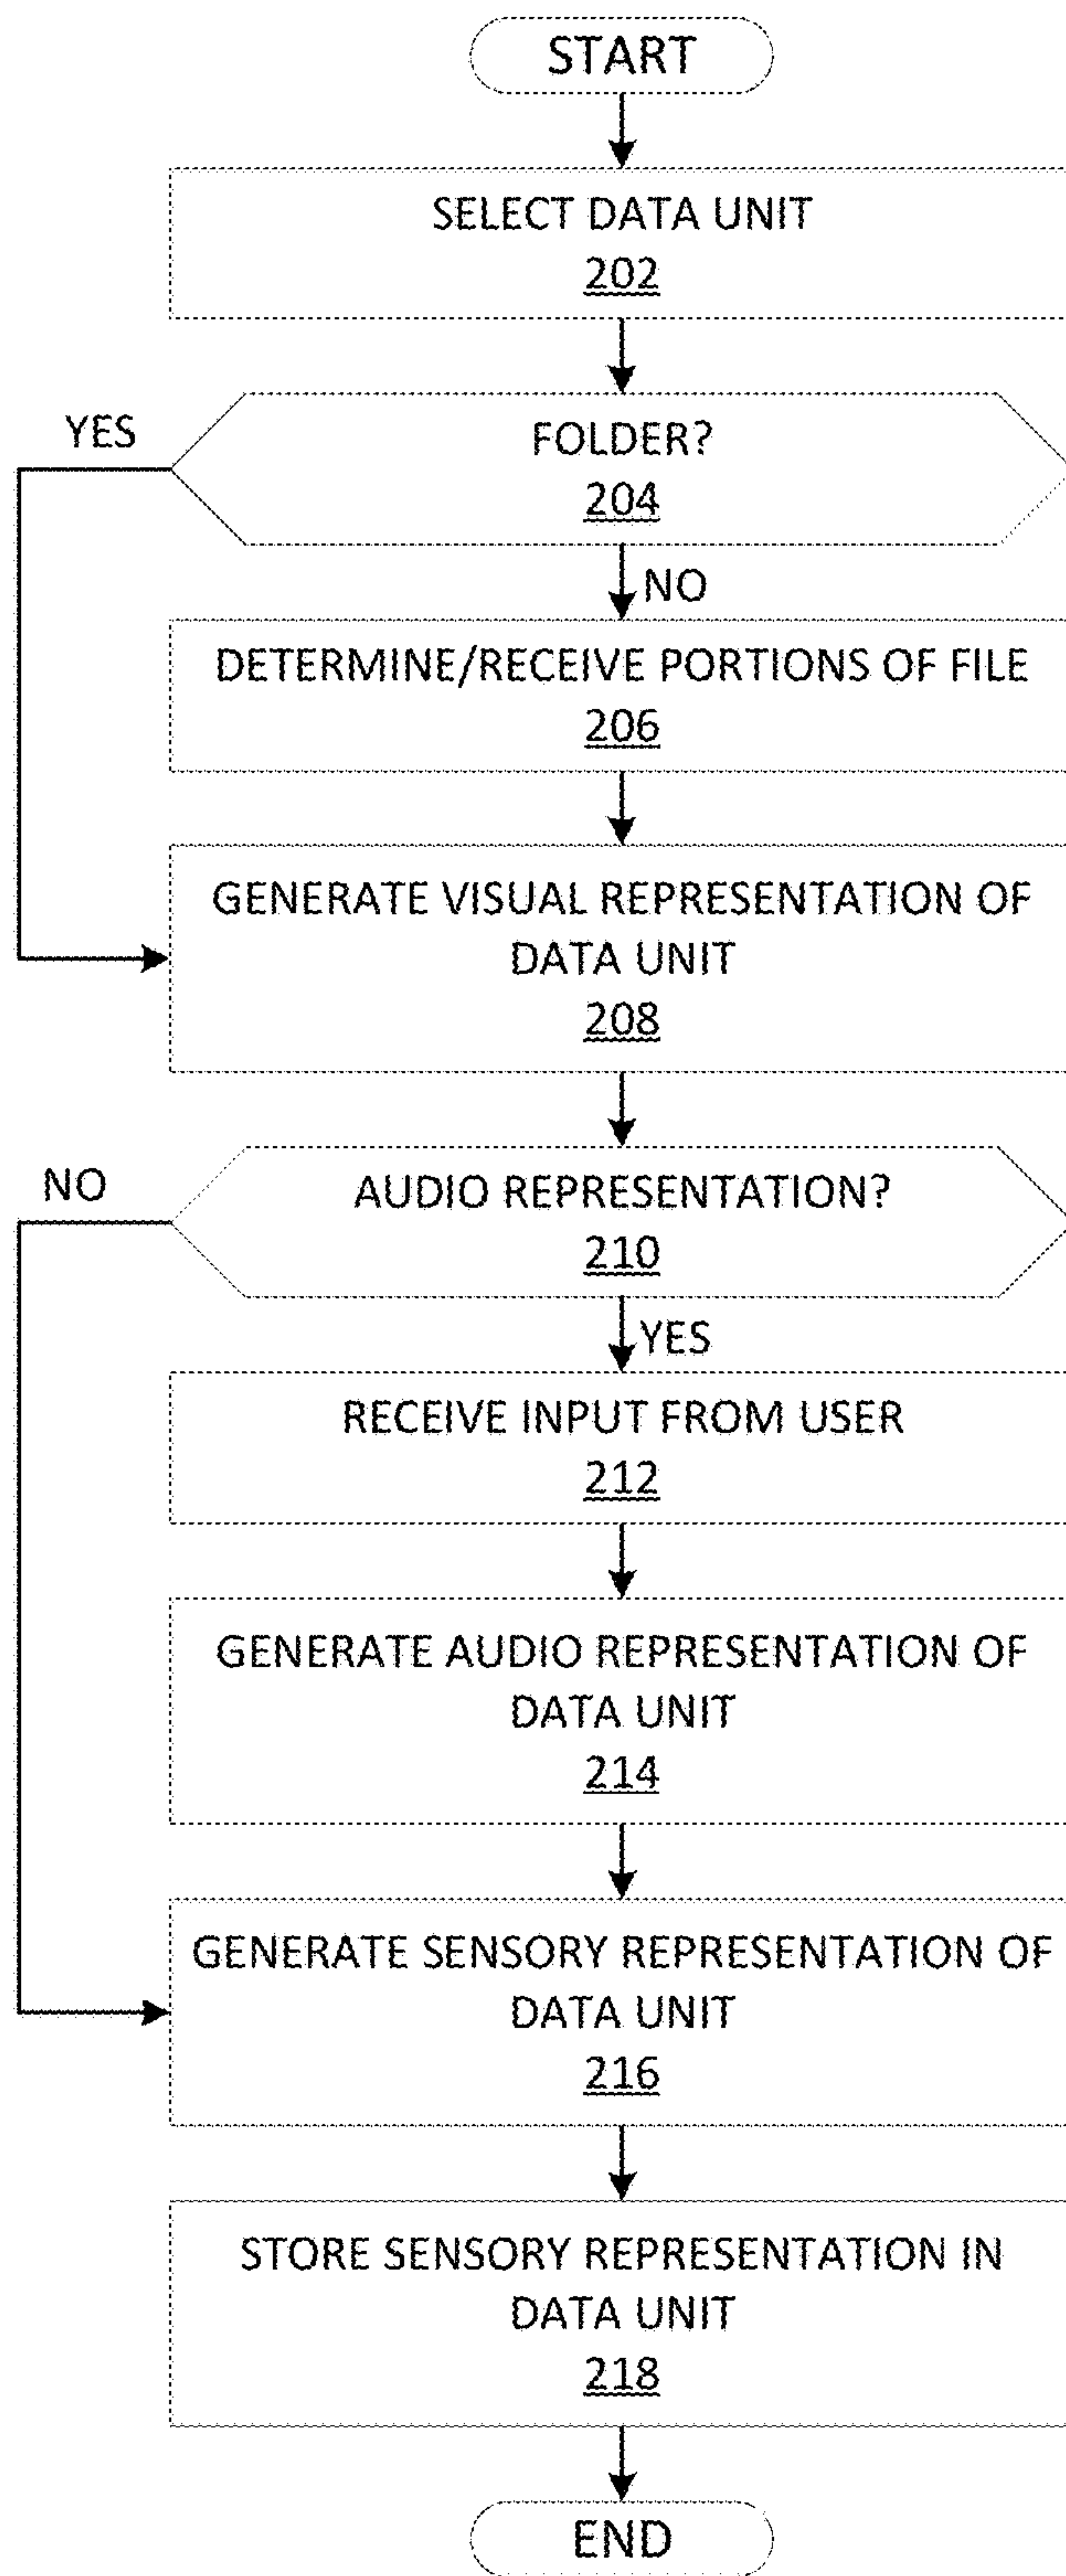 START
SELECT DATA UNIT
202
YES
FOLDER?
204
NO
DETERMINE/RECEIVE PORTIONS OF FILE
206
GENERATE VISUAL REPRESENTATION OF
DATA UNIT
208
NO
AUDIO REPRESENTATION?
210
YES
RECEIVE INPUT FROM USER
212
GENERATE AUDIO REPRESENTATION OF
DATA UNIT
214
GENERATE SENSORY REPRESENTATION OF
DATA UNIT
216
STORE SENSORY REPRESENTATION IN
DATA UNIT
218
END